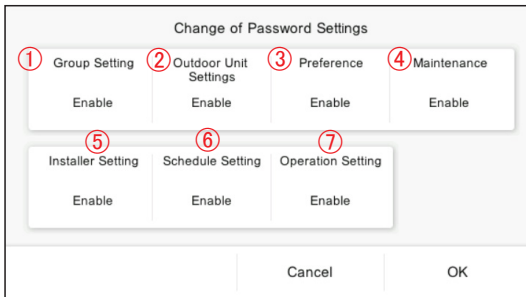 Change of Password Settings
① Group Setting ② Outdoor Unit Settings ③ Preference ④ Maintenance
Enable Enable Enable Enable
⑤ ⑥ ⑦
Installer Setting Schedule Setting Operation Setting
Enable Enable Enable
Cancel OK